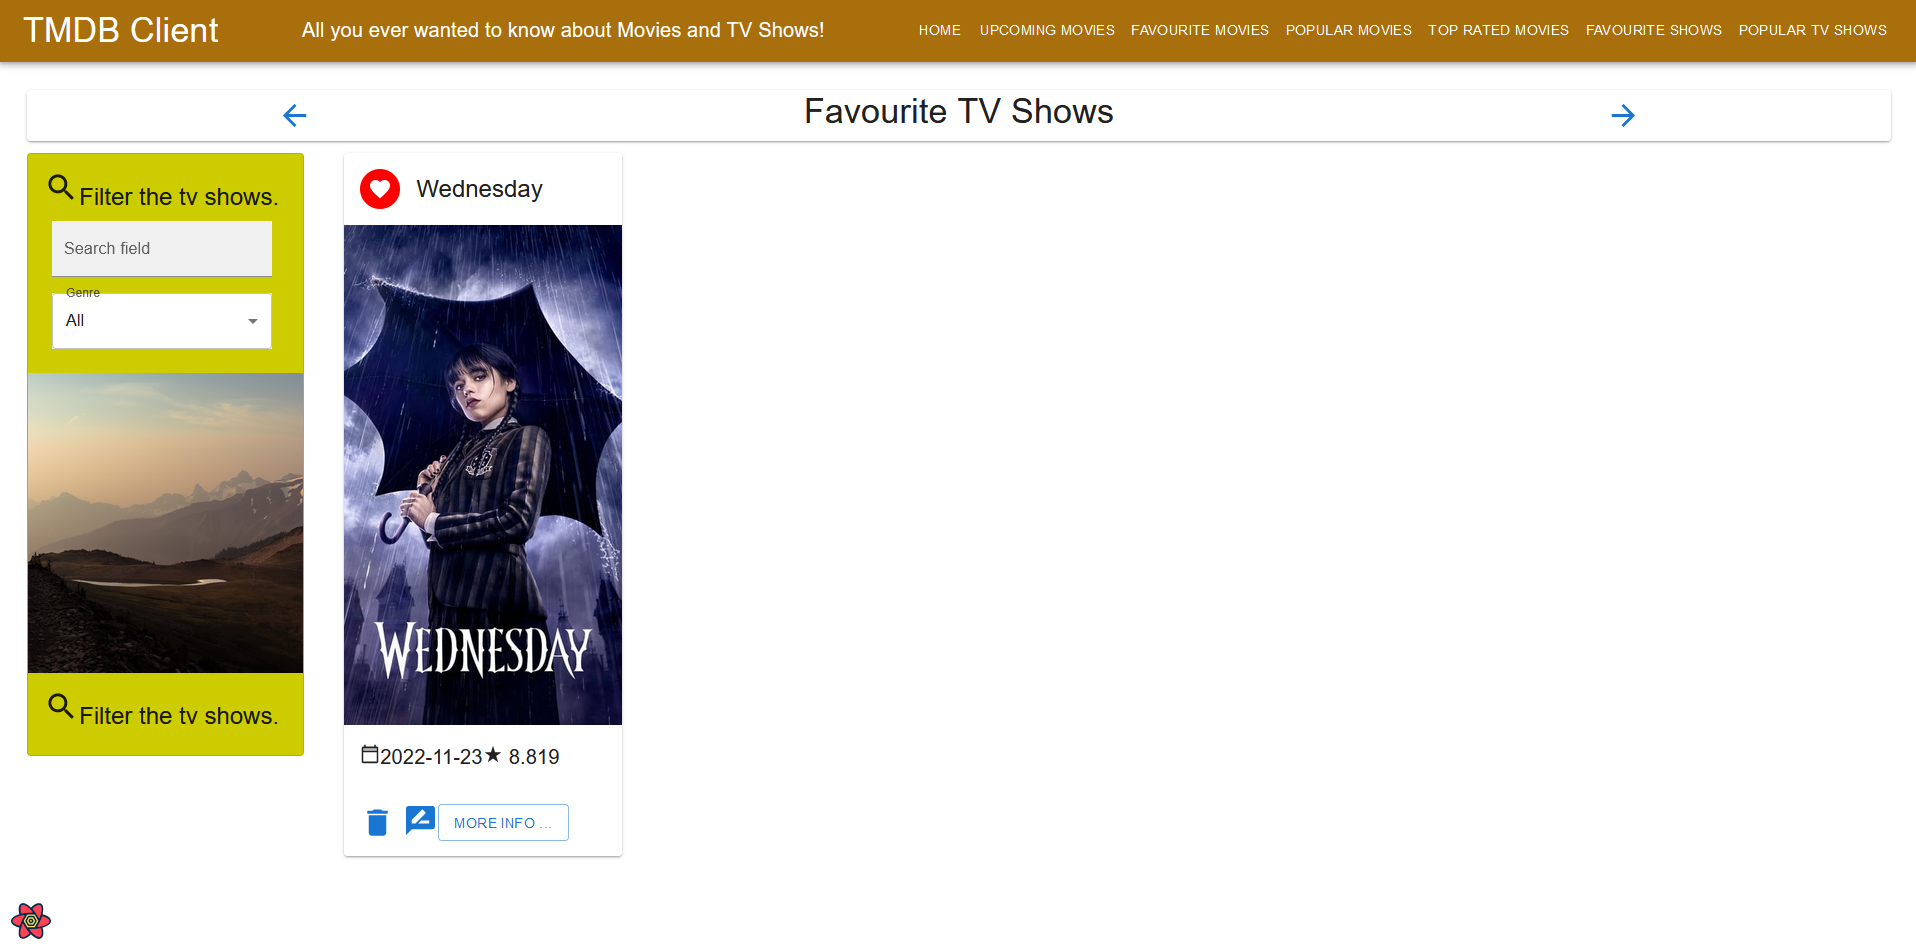 TMDB Client
All you ever wanted to know about Movies and TV Shows!
HOME UPCOMING MOVIES FAVOURITE MOVIES POPULAR MOVIES TOP RATED MOVIES FAVOURITE SHOWS POPULAR TV SHOWS
Favourite TV Shows
Filter the tv shows.
Search field
Genre
All
Filter the tv shows.
Wednesday
WEDNESDAY
2022-11-23 8.819
MORE INFO ...